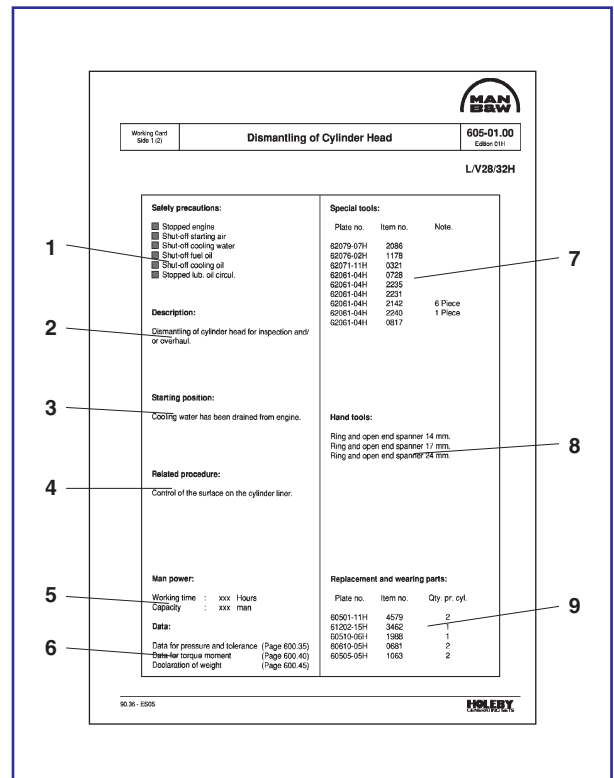 MAN
B&W
Working Card
Side 1 (2)
Dismantling of Cylinder Head
605-01.00
Edition 01H
L/V28/32H
Safety precautions:
Stopped engine
Shut-off starting air
Shut-off cooling water
Shut-off fuel oil
Shut-off cooling oil
Stopped lub. oil circul.
1
Description:
Dismantling of cylinder head for inspection and/
or overhaul.
2
Starting position:
Cooling water has been drained from engine.
3
Related procedure:
Control of the surface on the cylinder liner.
4
Man power:
Working time : xxx Hours
Capacity : xxx man
5
Data:
Data for pressure and tolerance (Page 600.35)
Data for torque moment (Page 600.40)
Declaration of weight (Page 600.45)
6
Special tools:
Plate no. Item no. Note.
62079-07H 2086
62076-02H 1178
62071-11H 0321
62061-04H 0728
62061-04H 2235
62061-04H 2231
62061-04H 2142 6 Piece
62061-04H 2240 1 Piece
62061-04H 0817
7
Hand tools:
Ring and open end spanner 14 mm.
Ring and open end spanner 17 mm.
Ring and open end spanner 24 mm.
8
Replacement and wearing parts:
Plate no. Item no. Qty. pr. cyl.
60501-11H 4579 2
61202-15H 3462 1
60510-06H 1988 1
60610-05H 0681 2
60505-05H 1063 2
9
90.36 - ES0S
HOLEBY
GENERATING SETS